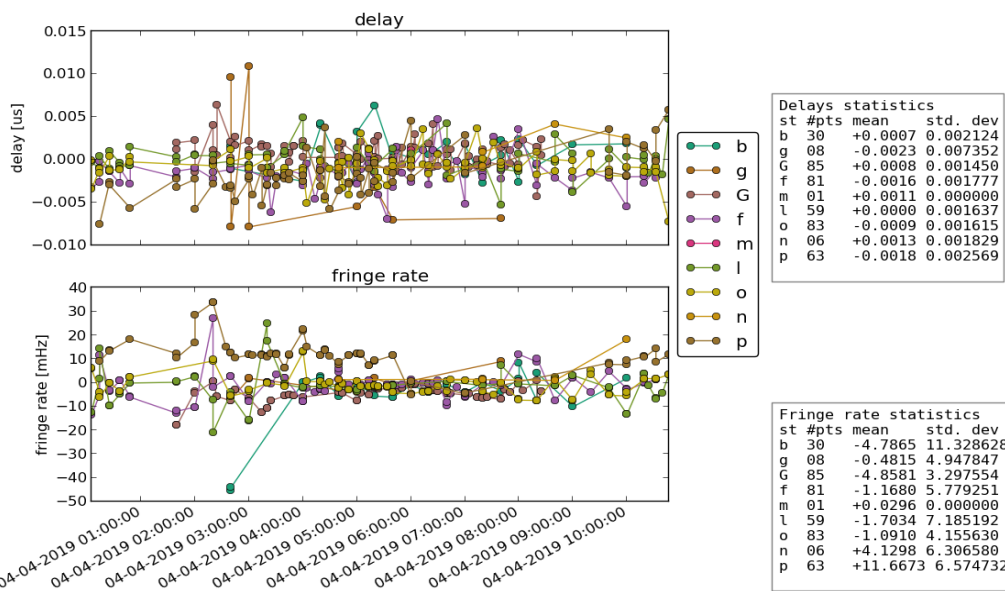 delay
0.015
0.010
0.005
0.000
−0.005
−0.010
delay [us]
fringe rate
40
30
20
10
0
−10
−20
−30
−40
−50
fringe rate [mHz]
04-04-2019 01:00:00
04-04-2019 02:00:00
04-04-2019 03:00:00
04-04-2019 04:00:00
04-04-2019 05:00:00
04-04-2019 06:00:00
04-04-2019 07:00:00
04-04-2019 08:00:00
04-04-2019 09:00:00
04-04-2019 10:00:00
b
g
G
f
m
l
o
n
p
Delays statistics
st #pts mean std. dev
b 30 +0.0007 0.002124
g 08 -0.0023 0.007352
G 85 +0.0008 0.001450
f 81 -0.0016 0.001777
m 01 +0.0011 0.000000
l 59 +0.0000 0.001637
o 83 -0.0009 0.001615
n 06 +0.0013 0.001829
p 63 -0.0018 0.002569
Fringe rate statistics
st #pts mean std. dev
b 30 -4.7865 11.328628
g 08 -0.4815 4.947847
G 85 -4.8581 3.297554
f 81 -1.1680 5.779251
m 01 +0.0296 0.000000
l 59 -1.7034 7.185192
o 83 -1.0910 4.155630
n 06 +4.1298 6.306580
p 63 +11.6673 6.574732